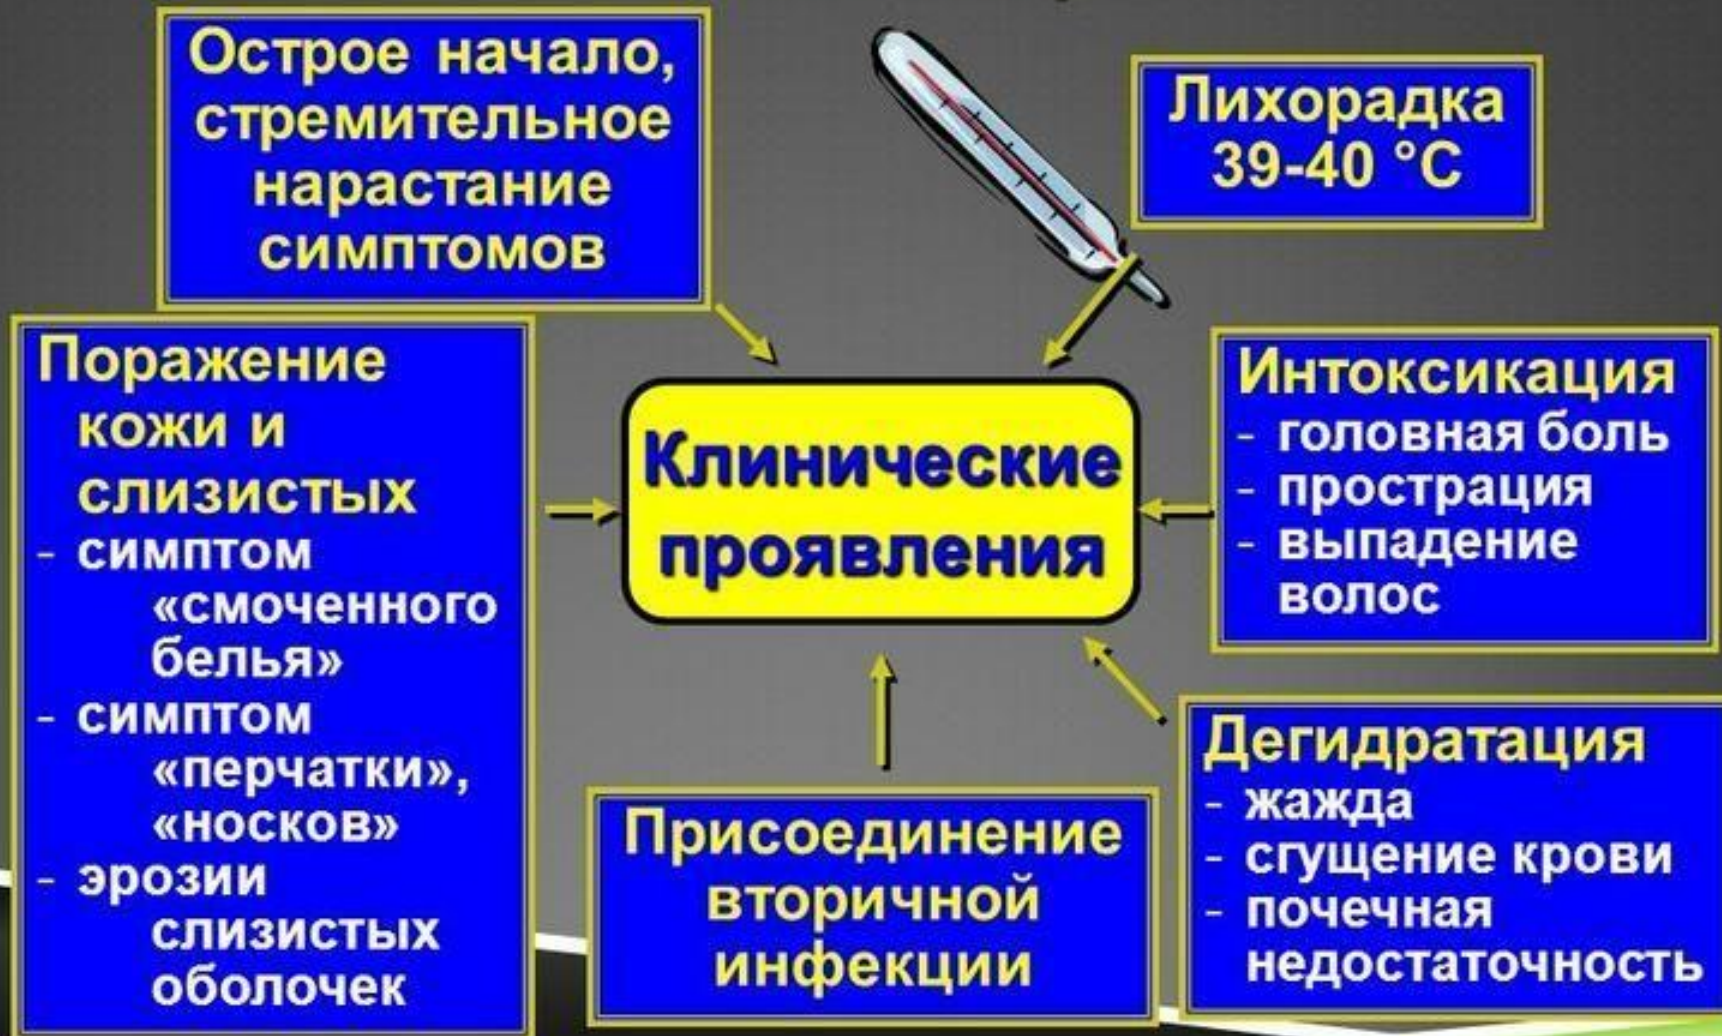 Острое начало,
стремительное
нарастание
симптомов
Лихорадка
39-40 °C
Поражение
кожи и
слизистых
- симптом
«смоченного
белья»
- симптом
«перчатки»,
«носков»
- эрозии
слизистых
оболочек
Клинические
проявления
Интоксикация
- головная боль
- прострация
- выпадение
волос
Присоединение
вторичной
инфекции
Дегидратация
- жажда
- сгущение крови
- почечная
недостаточность